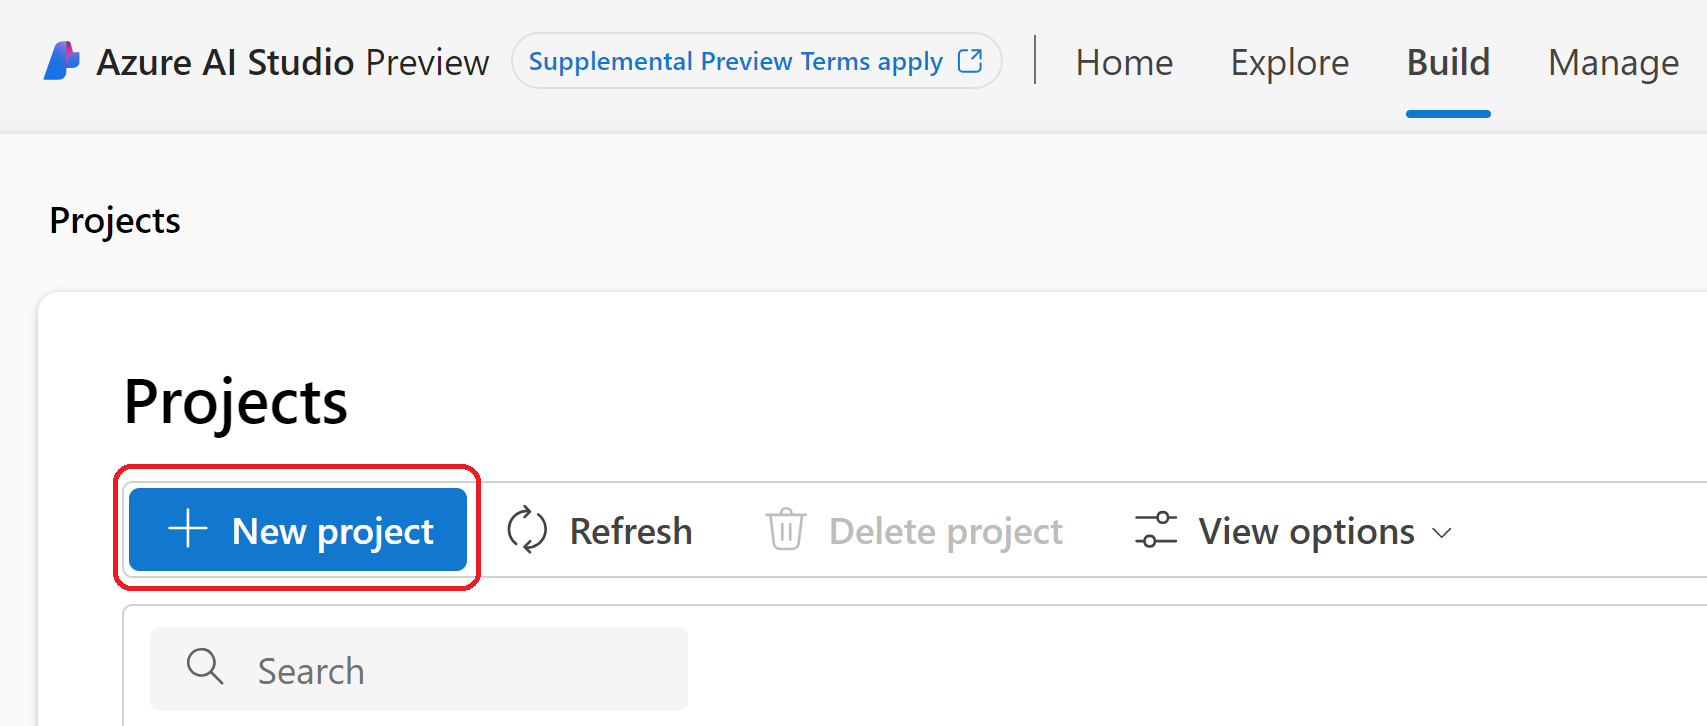 Azure AI Studio Preview Supplemental Preview Terms apply Home Explore Build Manage
Projects
Projects
New project Refresh Delete project View options
Search